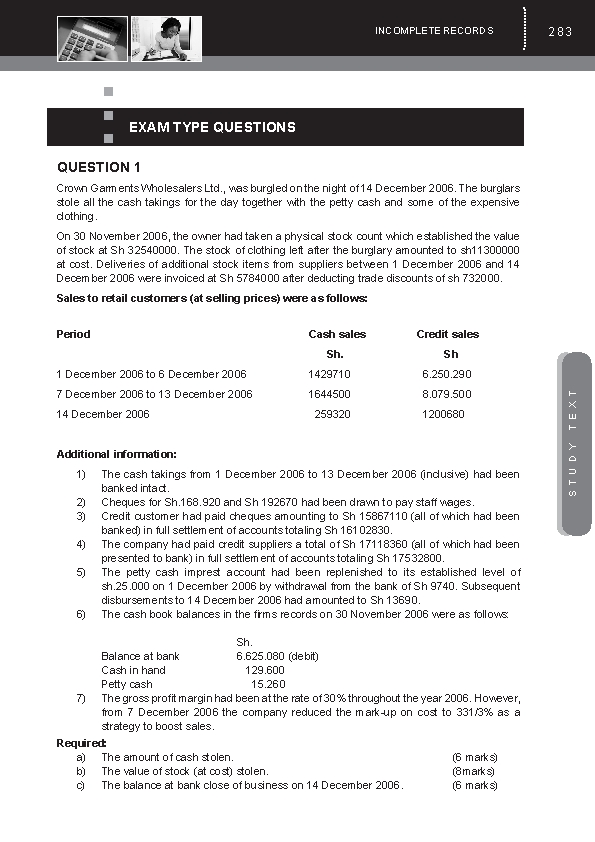 INCOMPLETE RECORDS
283
EXAM TYPE QUESTIONS
QUESTION 1
Crown Garments Wholesalers Ltd., was burgled on the night of 14 December 2006. The burglars
stole all the cash takings for the day together with the petty cash and some of the expensive
clothing.
On 30 November 2006, the owner had taken a physical stock count which established the value
of stock at Sh 32540000. The stock of clothing left after the burglary amounted to sh11300000
at cost. Deliveries of additional stock items from suppliers between 1 December 2006 and 14
December 2006 were invoiced at Sh 5784000 after deducting trade discounts of sh 732000.
Sales to retail customers (at selling prices) were as follows:
Period Cash sales Credit sales
Sh. Sh
1 December 2006 to 6 December 2006 1429710 6.250.290
7 December 2006 to 13 December 2006 1644500 8.079.500
14 December 2006 259320 1200680
Additional information:
1) The cash takings from 1 December 2006 to 13 December 2006 (inclusive) had been
banked intact.
2) Cheques for Sh.168.920 and Sh 192670 had been drawn to pay staff wages.
3) Credit customer had paid cheques amounting to Sh 15867110 (all of which had been
banked) in full settlement of accounts totaling Sh 16102830.
4) The company had paid credit suppliers a total of Sh 17118360 (all of which had been
presented to bank) in full settlement of accounts totaling Sh 17532800.
5) The petty cash imprest account had been replenished to its established level of
sh.25.000 on 1 December 2006 by withdrawal from the bank of Sh 9740. Subsequent
disbursements to 14 December 2006 had amounted to Sh 13690.
6) The cash book balances in the firms records on 30 November 2006 were as follows:
Sh.
Balance at bank 6.625.080 (debit)
Cash in hand 129.600
Petty cash 15.260
7) The gross profit margin had been at the rate of 30% throughout the year 2006. However,
from 7 December 2006 the company reduced the mark-up on cost to 331/3% as a
strategy to boost sales.
Required:
a) The amount of cash stolen. (6 marks)
b) The value of stock (at cost) stolen. (8marks)
c) The balance at bank close of business on 14 December 2006. (6 marks)
STUDY TEXT